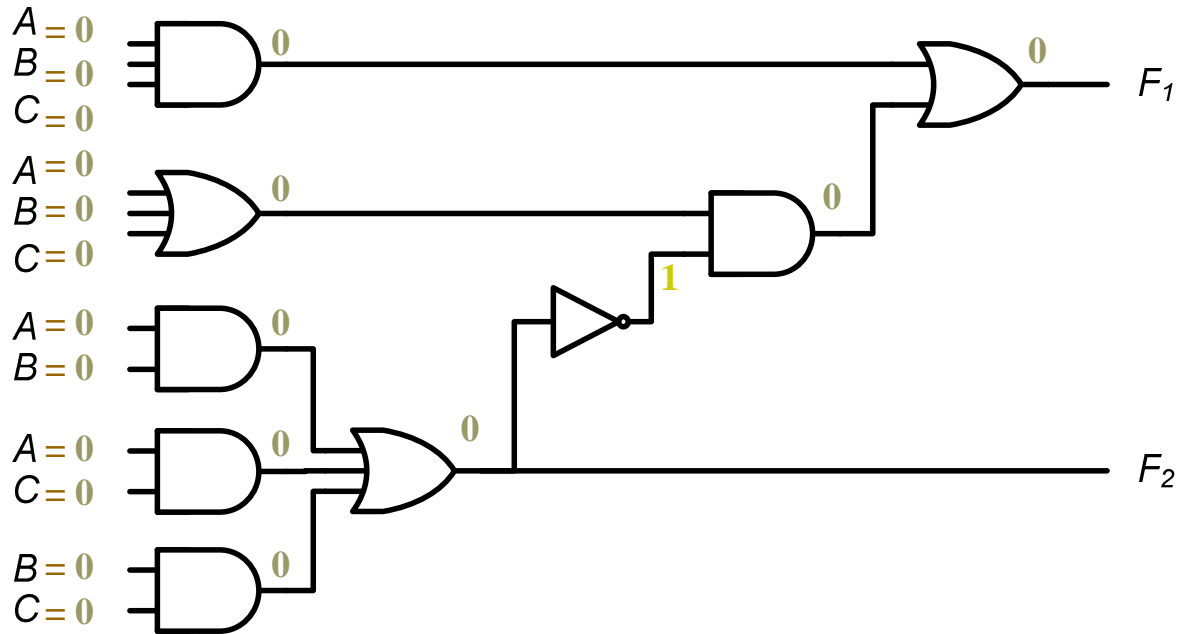 A = 0
0
0
B = 0
F1
C = 0
A = 0
0
0
B = 0
C = 0
1
A = 0
0
B = 0
0
A = 0
0
C = 0
F2
B = 0
0
C = 0